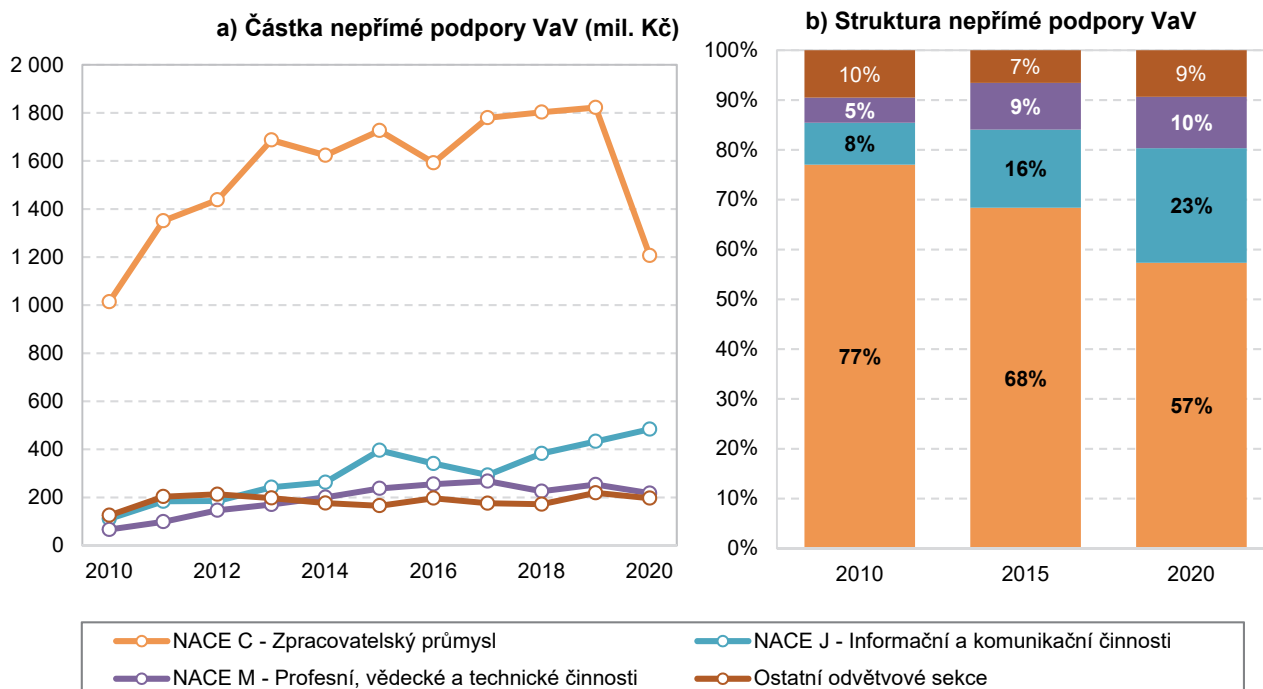 a) Částka nepřímé podpory VaV (mil. Kč)
2 000
1 800
1 600
1 400
1 200
1 000
800
600
400
200
0
2010 2012 2014 2016 2018 2020
b) Struktura nepřímé podpory VaV
100%
90%
80%
70%
60%
50%
40%
30%
20%
10%
0%
10% 7% 9%
5% 9% 10%
8% 16% 23%
77% 68% 57%
2010 2015 2020
NACE C - Zpracovatelský průmysl NACE J - Informační a komunikační činnosti
NACE M - Profesní, vědecké a technické činnosti Ostatní odvětvové sekce